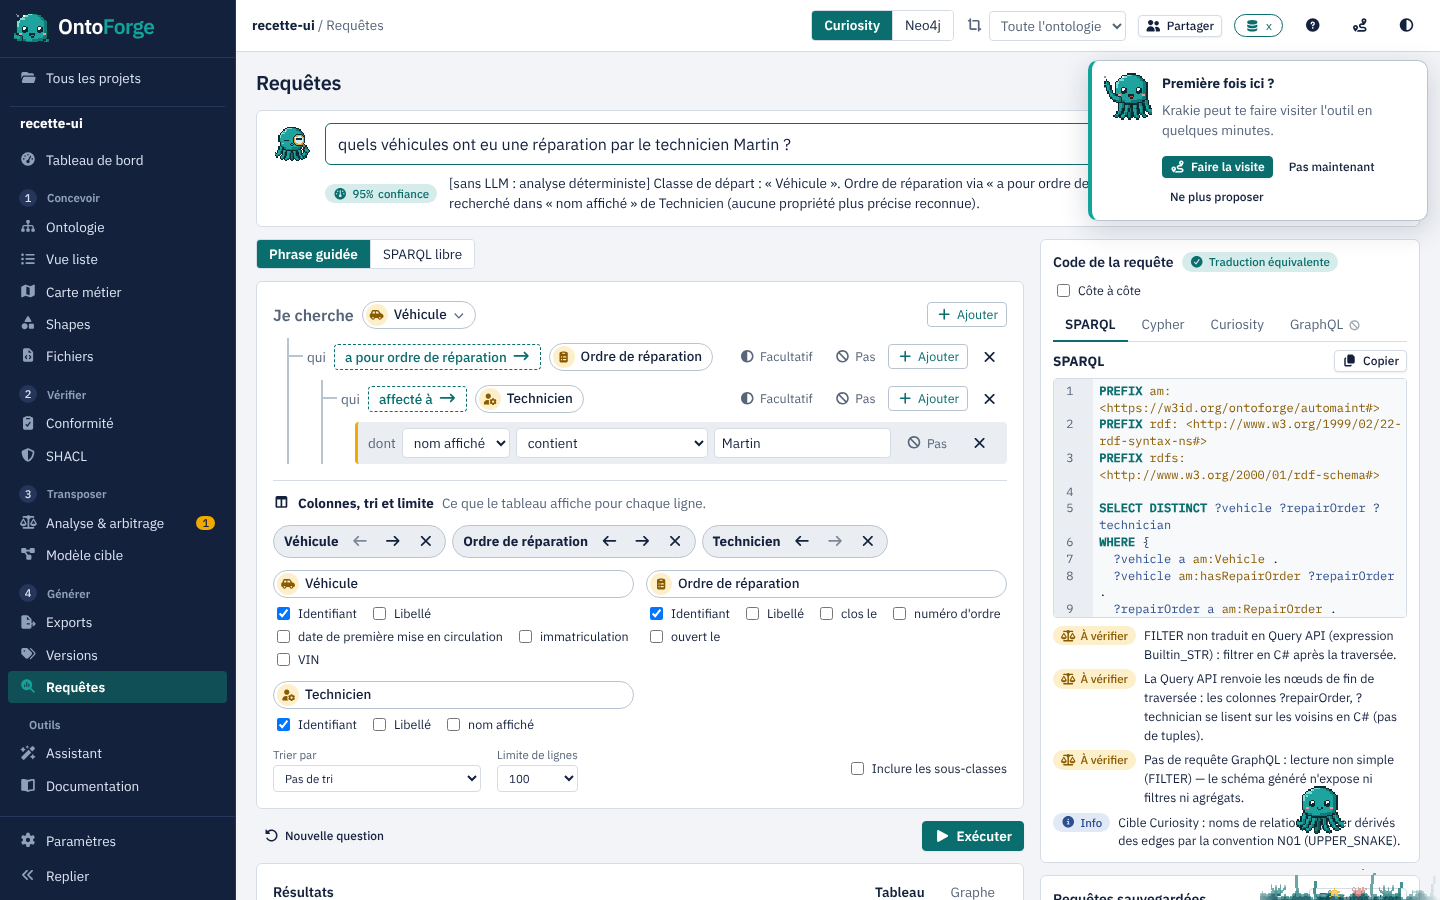 OntoForge
Tous les projets
recette-ui
Tableau de bord
1 Concevoir
Ontologie
Vue liste
Carte métier
Shapes
Fichiers
2 Vérifier
Conformité
SHACL
3 Transposer
Analyse & arbitrage 1
Modèle cible
4 Générer
Exports
Versions
Requêtes
Outils
Assistant
Documentation
Paramètres
Replier
recette-ui / Requêtes
Curiosity Neo4j Toute l'ontologie Partager x
Première fois ici ?
Krakie peut te faire visiter l'outil en
quelques minutes.
Faire la visite Pas maintenant
Ne plus proposer
Requêtes
quels véhicules ont eu une réparation par le technicien Martin ?
95% confiance
[sans LLM : analyse déterministe] Classe de départ : « Véhicule ». Ordre de réparation via « a pour ordre de
recherché dans « nom affiché » de Technicien (aucune propriété plus précise reconnue).
Phrase guidée SPARQL libre
Je cherche Véhicule Ajouter
qui a pour ordre de réparation → Ordre de réparation Facultatif Pas Ajouter
qui affecté à → Technicien Facultatif Pas Ajouter
dont nom affiché contient Martin Pas
Colonnes, tri et limite Ce que le tableau affiche pour chaque ligne.
Véhicule ← → Ordre de réparation ← → Technicien ← →
Véhicule
Identifiant Libellé
date de première mise en circulation immatriculation
VIN
Ordre de réparation
Identifiant Libellé clos le numéro d'ordre
ouvert le
Technicien
Identifiant Libellé nom affiché
Trier par Limite de lignes
Pas de tri 100 Inclure les sous-classes
Nouvelle question Exécuter
Résultats Tableau Graphe
Code de la requête Traduction équivalente
Côte à côte
SPARQL Cypher Curiosity GraphQL
SPARQL Copier
1 PREFIX am:
<https://w3id.org/ontoforge/automaint#>
2 PREFIX rdf: <http://www.w3.org/1999/02/22-
rdf-syntax-ns#>
3 PREFIX rdfs:
<http://www.w3.org/2000/01/rdf-schema#>
4
5 SELECT DISTINCT ?vehicle ?repairOrder ?
technician
6 WHERE {
7 ?vehicle a am:Vehicle .
8 ?vehicle am:hasRepairOrder ?repairOrder
.
9 ?repairOrder a am:RepairOrder .
À vérifier FILTER non traduit en Query API (expression
Builtin_STR) : filtrer en C# après la traversée.
À vérifier La Query API renvoie les nœuds de fin de
traversée : les colonnes ?repairOrder, ?
technician se lisent sur les voisins en C# (pas
de tuples).
À vérifier Pas de requête GraphQL : lecture non simple
(FILTER) — le schéma généré n'expose ni
filtres ni agrégats.
Info Cible Curiosity : noms de relation dérivés
des edges par la convention N01 (UPPER_SNAKE).
Requêtes sauvegardées